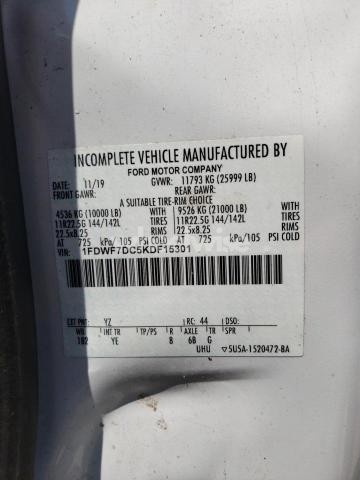 INCOMPLETE VEHICLE MANUFACTURED BY
FORD MOTOR COMPANY
DATE: 11/19 GVWR: 11793 KG (25999 LB)
FRONT GAWR: REAR GAWR:
A SUITABLE TIRE-RIM CHOICE
4536 KG (10000 LB) WITH 9526 KG (21000 LB) WITH
11R22.5G 144/142L TIRES 11R22.5G 144/142L TIRES
22.5x8.25 RIMS 22.5x8.25 RIMS
AT 725 kPa/105 PSI COLD AT 725 kPa/105 PSI COLD
VIN: 1FDWF7DC5KDF15301
EXT PNT: YZ RC: 44 DSO:
WB INT TR TP/PS R AXLE TR SPR
182 YE B 6B G
UHU ▽5U5A-1520472-BA